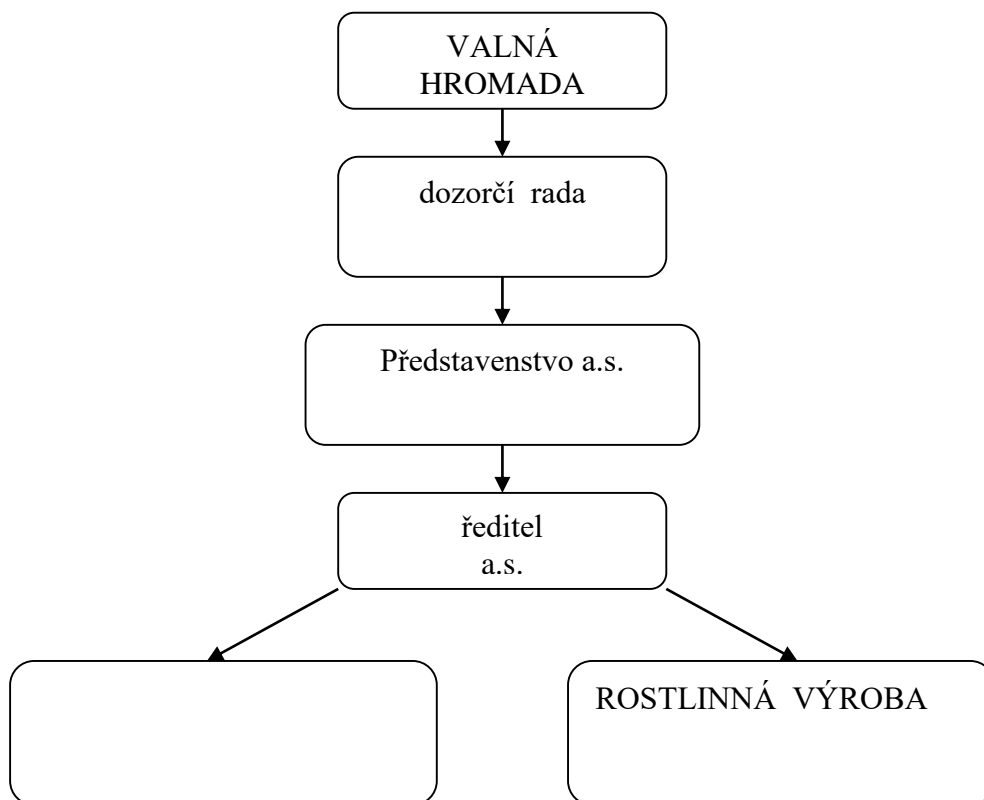 VALNÁ
HROMADA
dozorčí rada
Představenstvo a.s.
ředitel
a.s.
ROSTLINNÁ VÝROBA